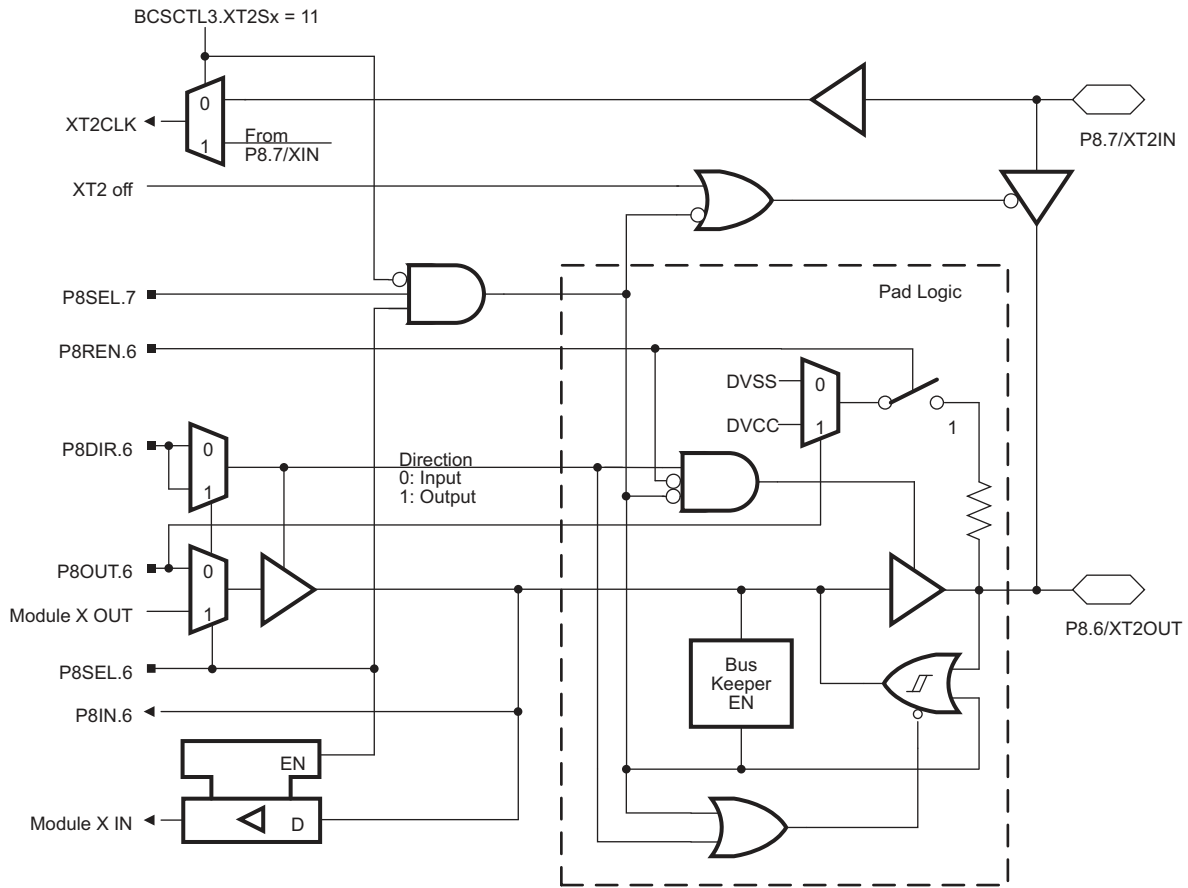 BCSCTL3.XT2Sx = 11
0
XT2CLK
1
From
P8.7/XIN
P8.7/XT2IN
XT2 off
P8SEL.7
Pad Logic
P8REN.6
DVSS
0
DVCC
1
1
P8DIR.6
0
1
Direction
0: Input
1: Output
P8OUT.6
0
Module X OUT
1
P8.6/XT2OUT
P8SEL.6
Bus
Keeper
EN
P8IN.6
EN
Module X IN
D